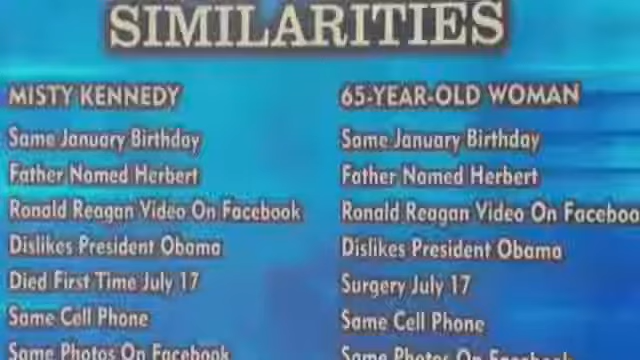 SIMILARITIES
MISTY KENNEDY
Same January Birthday
Father Named Herbert
Ronald Reagan Video On Facebook
Dislikes President Obama
Died First Time July 17
Same Cell Phone
Same Photos On Facebook
65-YEAR-OLD WOMAN
Same January Birthday
Father Named Herbert
Ronald Reagan Video On Faceboo
Dislikes President Obama
Surgery July 17
Same Cell Phone
Same Photos On Facebook